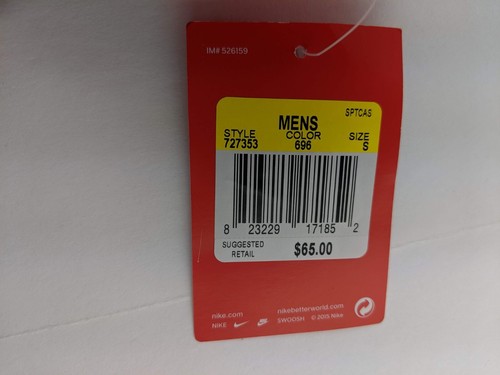 IM# 526159
SPTCAS
MENS
STYLE COLOR SIZE
727353 696 S
8 23229 17185 2
SUGGESTED
RETAIL $65.00
nike.com nikebetterworld.com
NIKE SWOOSH © 2015 Nike